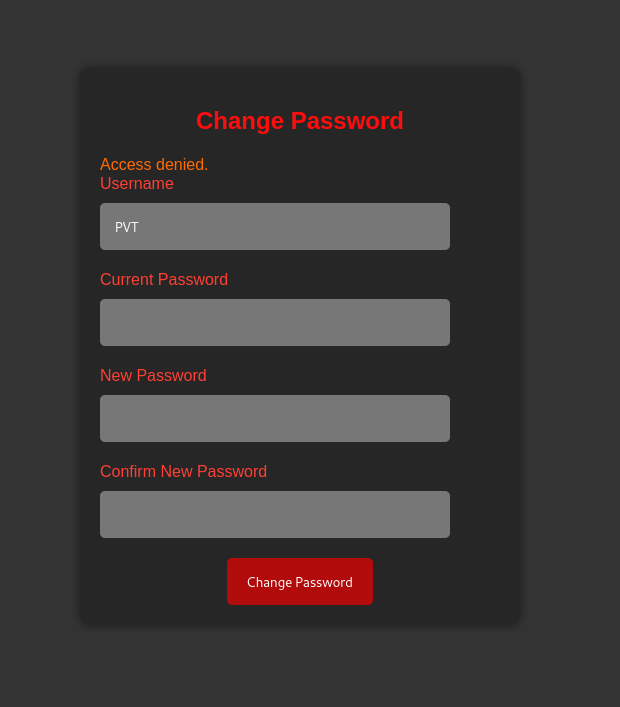 Change Password
Access denied.
Username
PVT
Current Password
New Password
Confirm New Password
Change Password